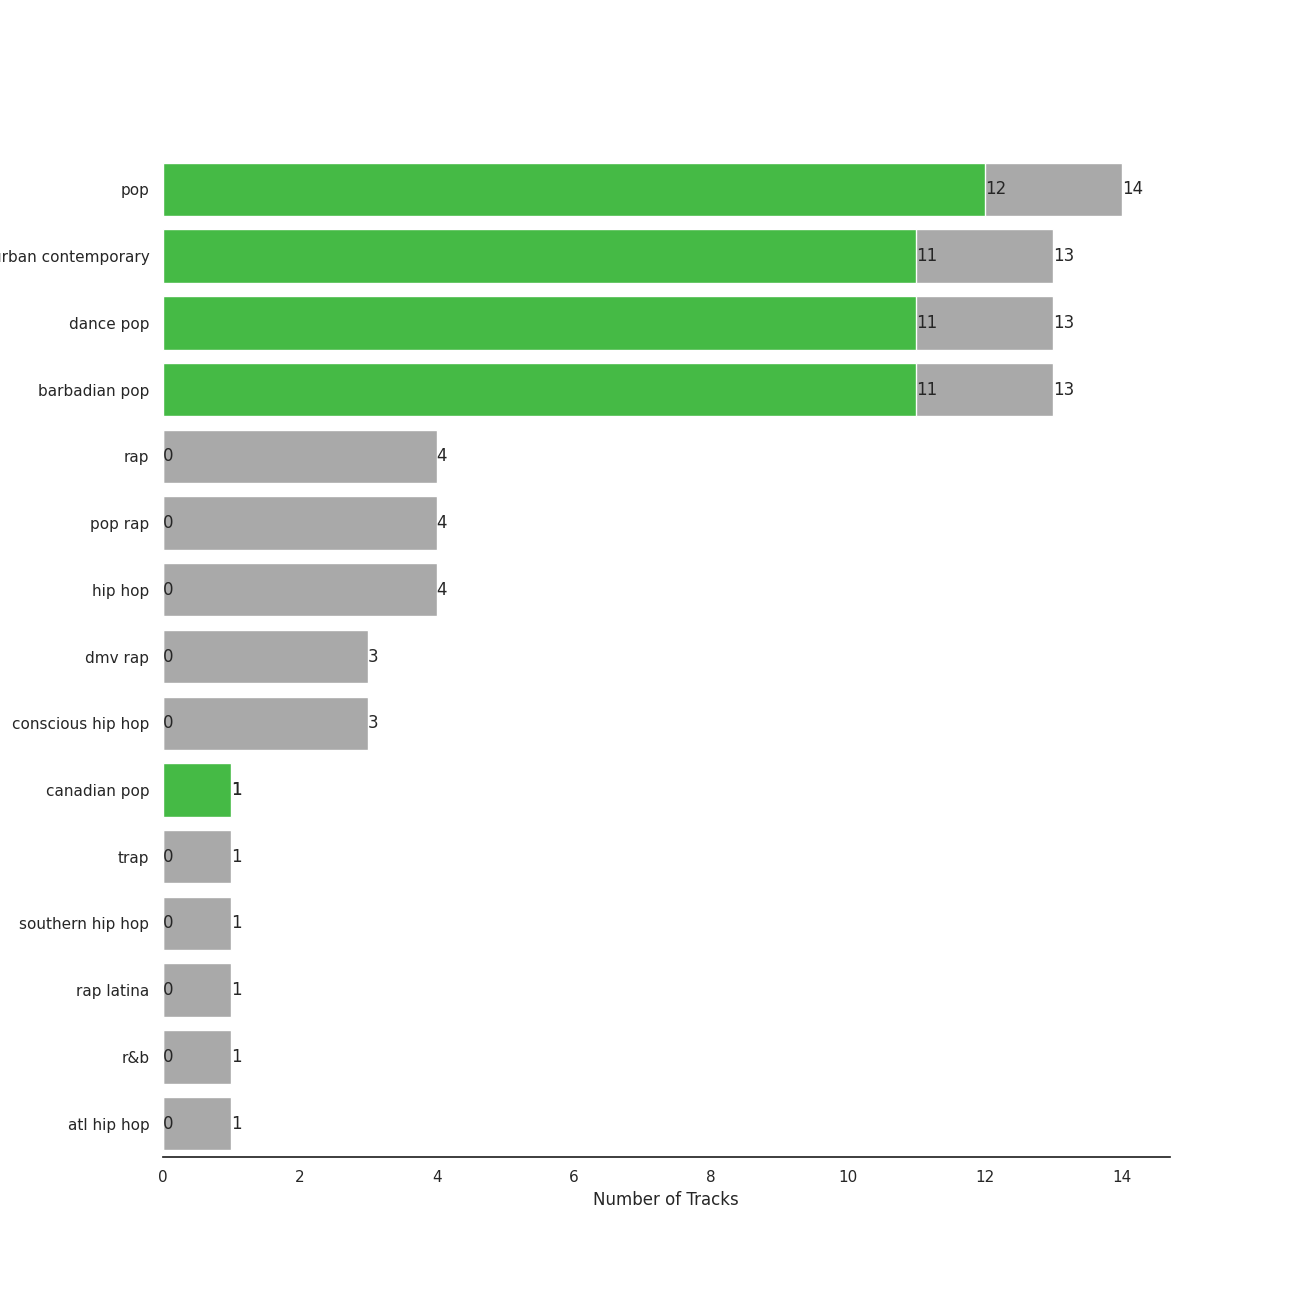 pop 12 14
rban contemporary 11 13
dance pop 11 13
barbadian pop 11 13
rap 0 4
pop rap 0 4
hip hop 0 4
dmv rap 0 3
conscious hip hop 0 3
canadian pop 1
trap 0 1
southern hip hop 0 1
rap latina 0 1
r&b 0 1
atl hip hop 0 1
0 2 4 6 8 10 12 14
Number of Tracks